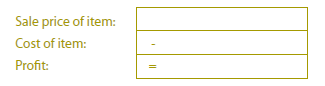 Sale price of item:
Cost of item: -
Profit: =